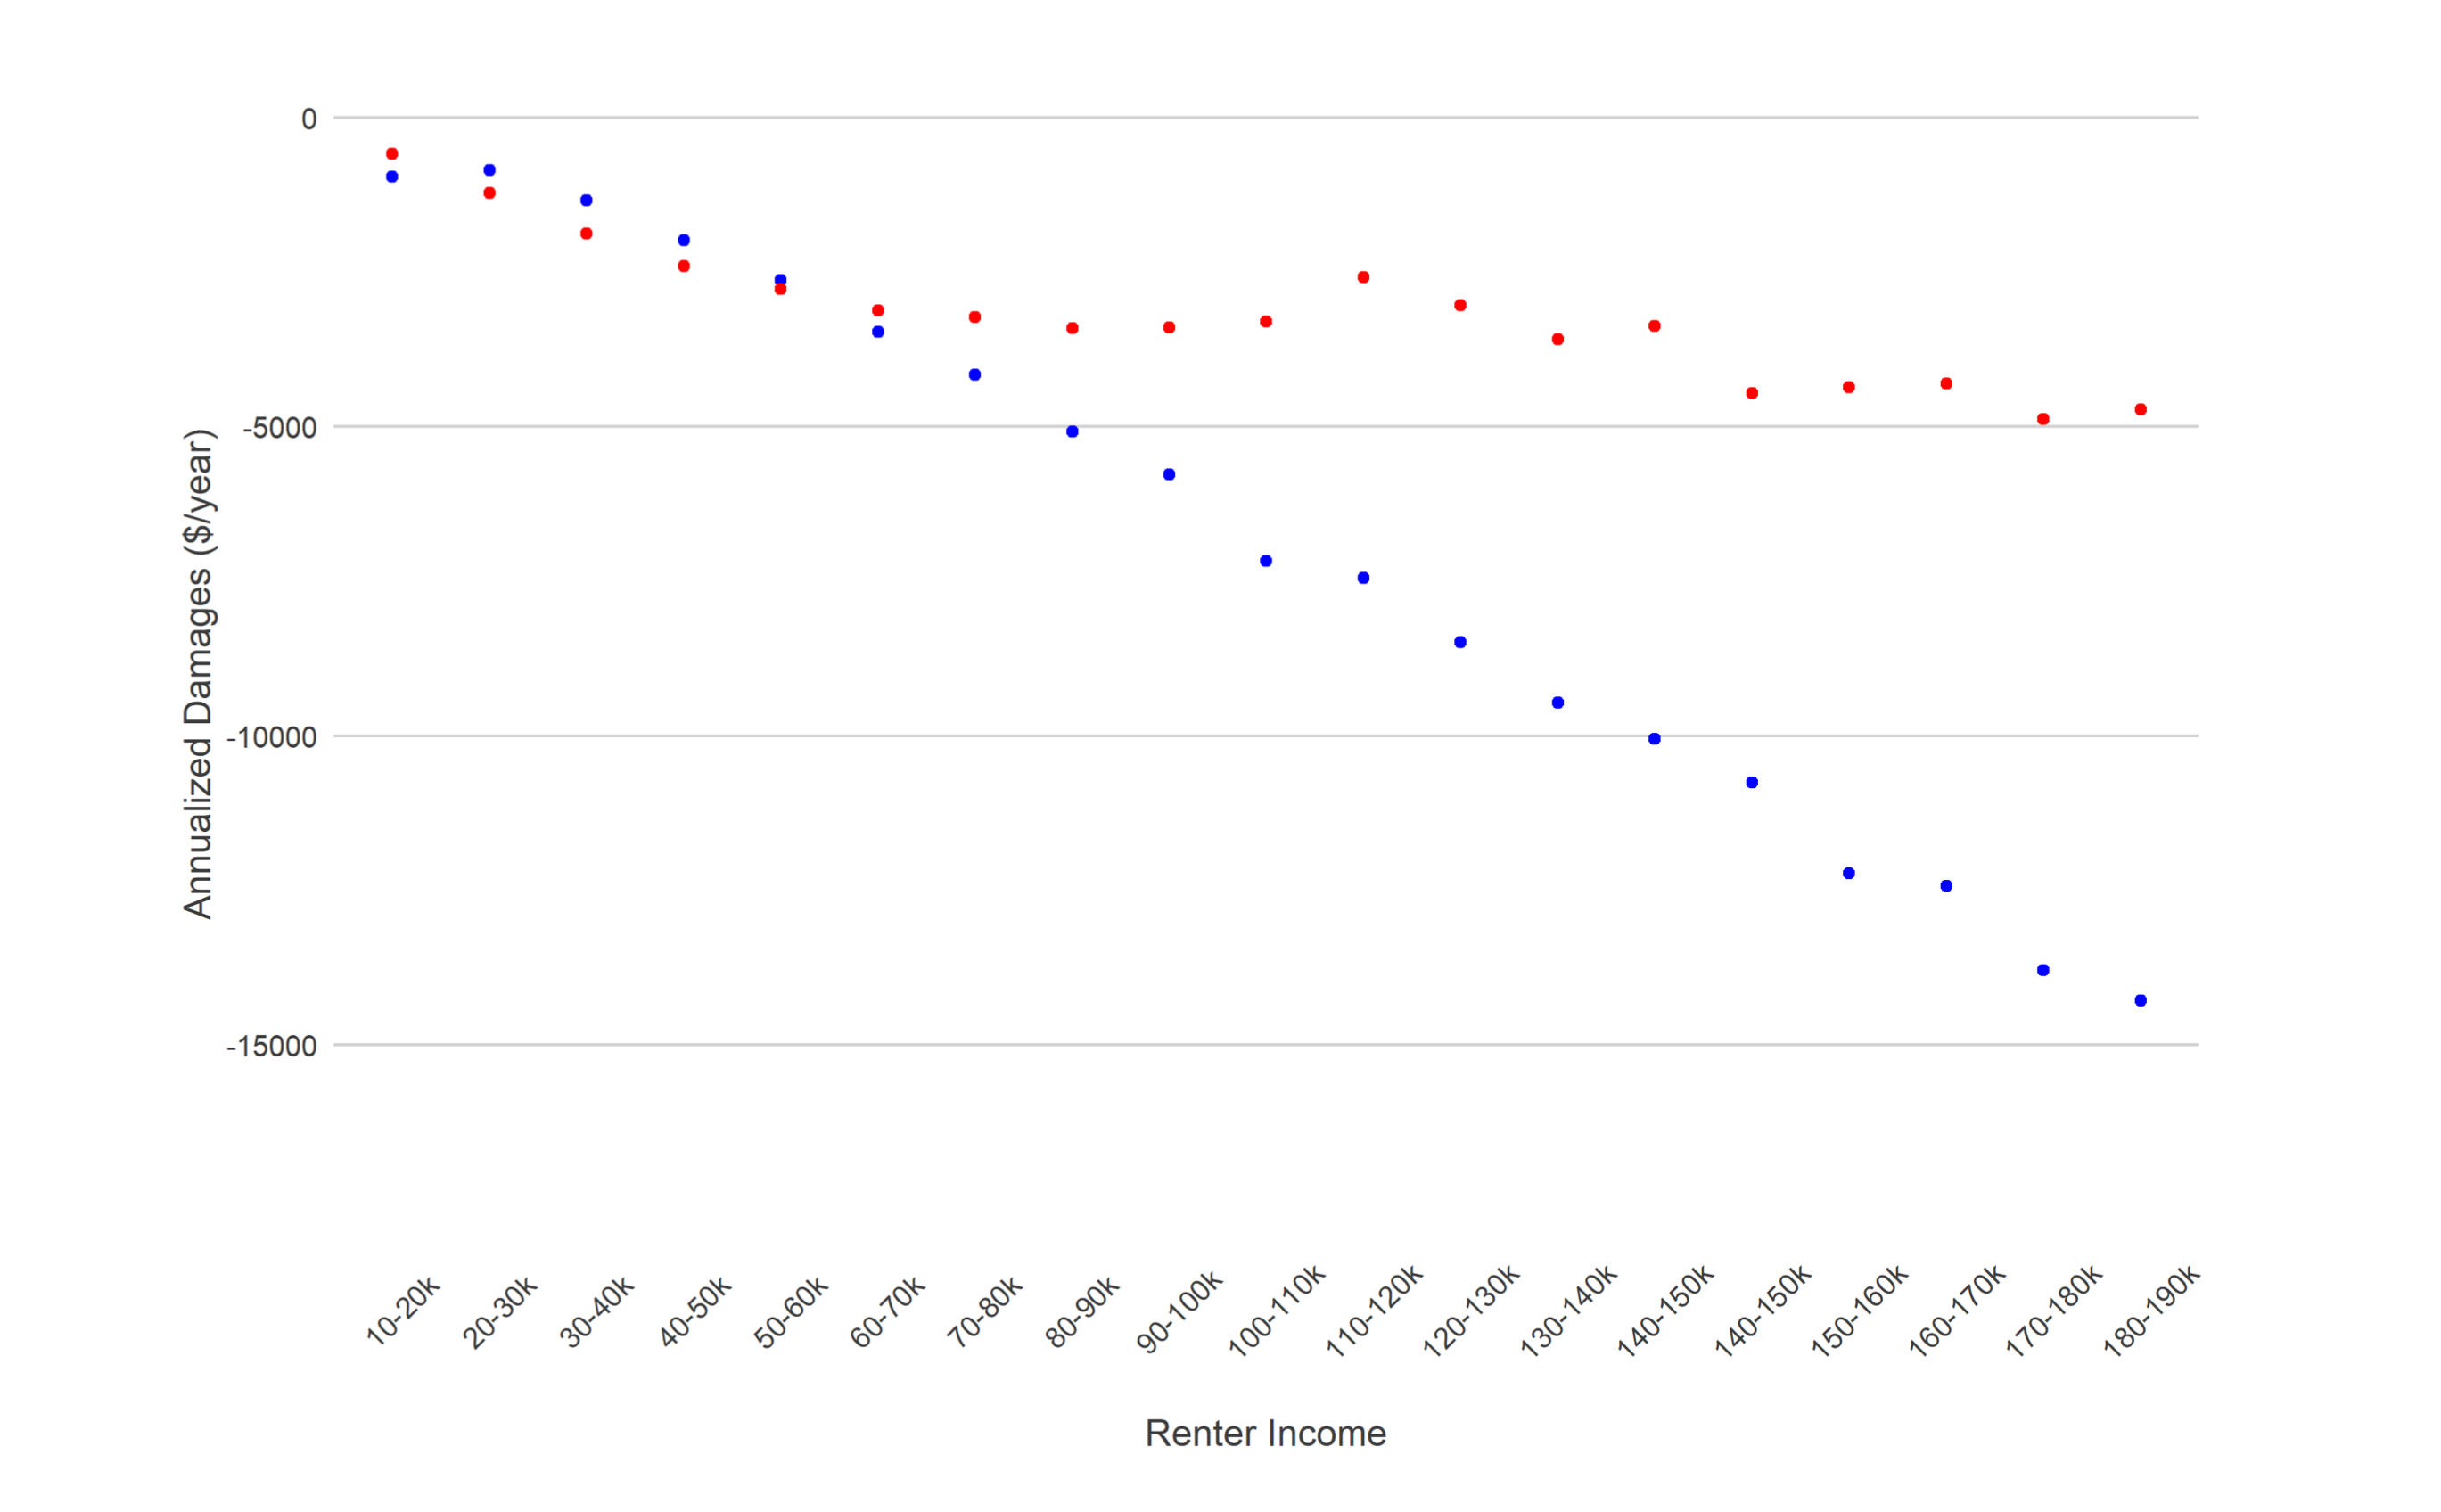 0
-5000
-10000
-15000
Annualized Damages ($/year)
10-20k
20-30k
30-40k
40-50k
50-60k
60-70k
70-80k
80-90k
90-100k
100-110k
110-120k
120-130k
130-140k
140-150k
140-150k
150-160k
160-170k
170-180k
180-190k
Renter Income